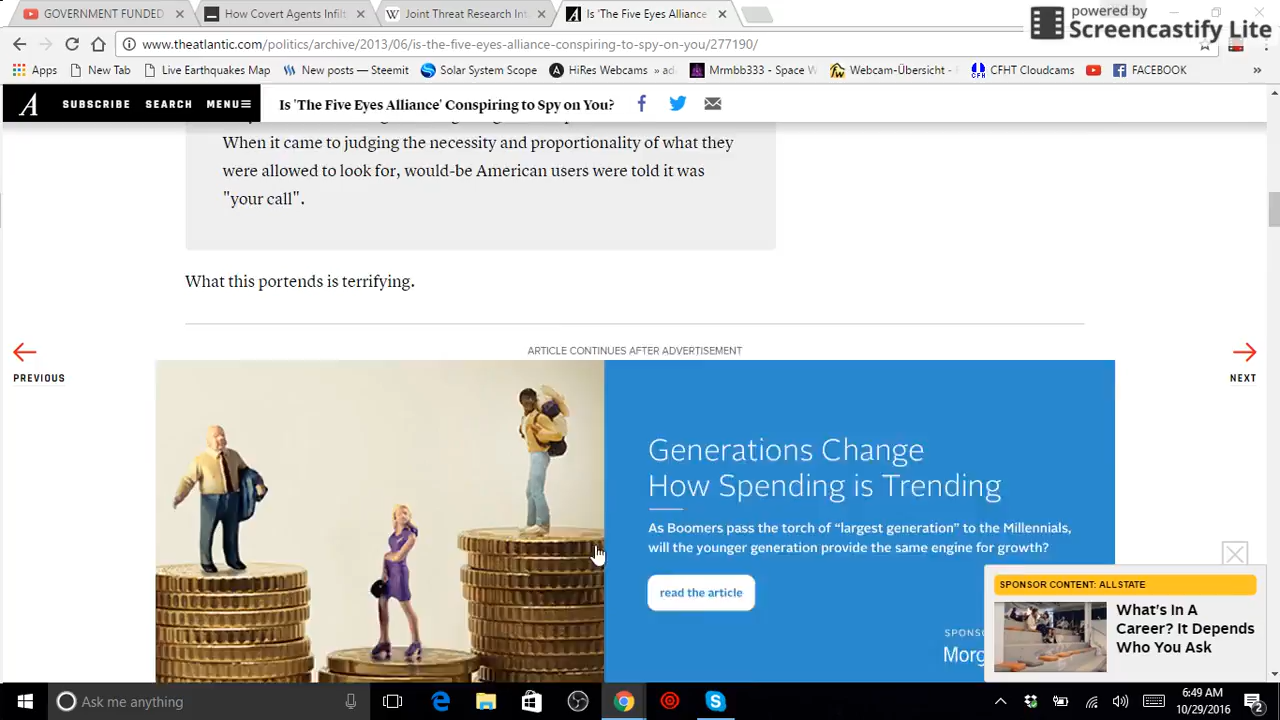 GOVERNMENT FUNDED
How Covert Agents Infilt
Joint Threat Research Int
Is 'The Five Eyes Alliance
powered by
Screencastify Lite
www.theatlantic.com/politics/archive/2013/06/is-the-five-eyes-alliance-conspiring-to-spy-on-you/277190/
Apps
New Tab
Live Earthquakes Map
New posts — Steemit
Solar System Scope
HiRes Webcams » ad
Mrmbb333 - Space W
Webcam-Übersicht -
CFHT Cloudcams
FACEBOOK
»
A
SUBSCRIBE
SEARCH
MENU
Is 'The Five Eyes Alliance' Conspiring to Spy on You?
When it came to judging the necessity and proportionality of what they
were allowed to look for, would-be American users were told it was
"your call".
What this portends is terrifying.
ARTICLE CONTINUES AFTER ADVERTISEMENT
PREVIOUS
NEXT
Generations Change
How Spending is Trending
As Boomers pass the torch of “largest generation” to the Millennials,
will the younger generation provide the same engine for growth?
read the article
SPONS
Morg
SPONSOR CONTENT: ALLSTATE
What's In A
Career? It Depends
Who You Ask
Ask me anything
6:49 AM
10/29/2016
2